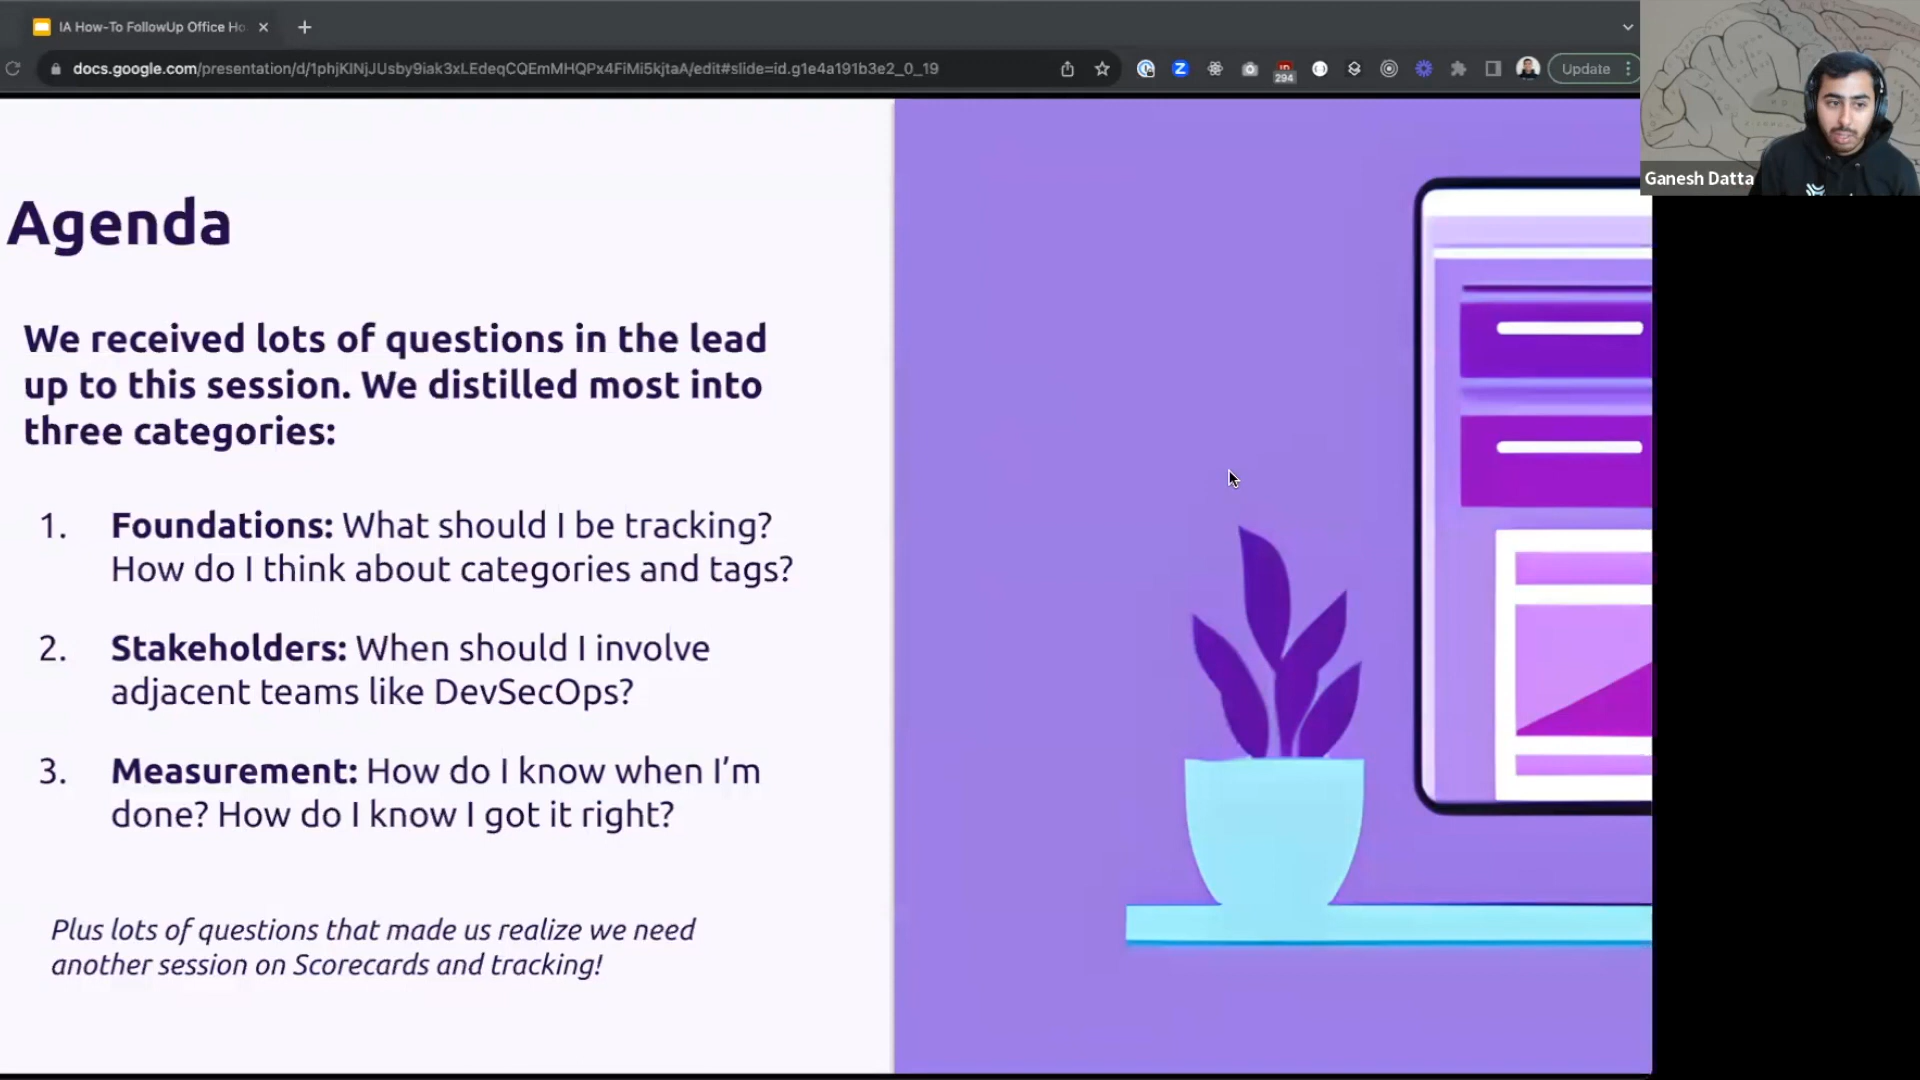 IA How-To FollowUp Office Ho
docs.google.com/presentation/d/1phjKINjJUsby9iak3xLEdeqCQEmMHQPx4FiMi5kjtaA/edit#slide=id.g1e4a191b3e2_0_19
294
Update
Ganesh Datta
Agenda
We received lots of questions in the lead
up to this session. We distilled most into
three categories:
1. Foundations: What should I be tracking?
How do I think about categories and tags?
2. Stakeholders: When should I involve
adjacent teams like DevSecOps?
3. Measurement: How do I know when I’m
done? How do I know I got it right?
Plus lots of questions that made us realize we need
another session on Scorecards and tracking!